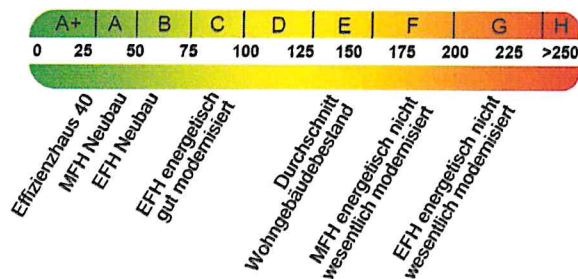 A+ A B C D E F G H
0 25 50 75 100 125 150 175 200 225 >250
Effizienzhaus 40
MFH Neubau
EFH Neubau
EFH energetisch
gut modernisiert
Durchschnitt
Wohngebäudebestand
MFH energetisch nicht
wesentlich modernisiert
EFH energetisch nicht
wesentlich modernisiert